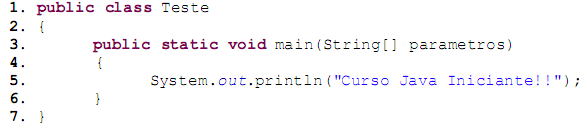 1. public class Teste
2. {
3. public static void main(String[] parametros)
4. {
5. System.out.println("Curso Java Iniciante!!");
6. }
7. }